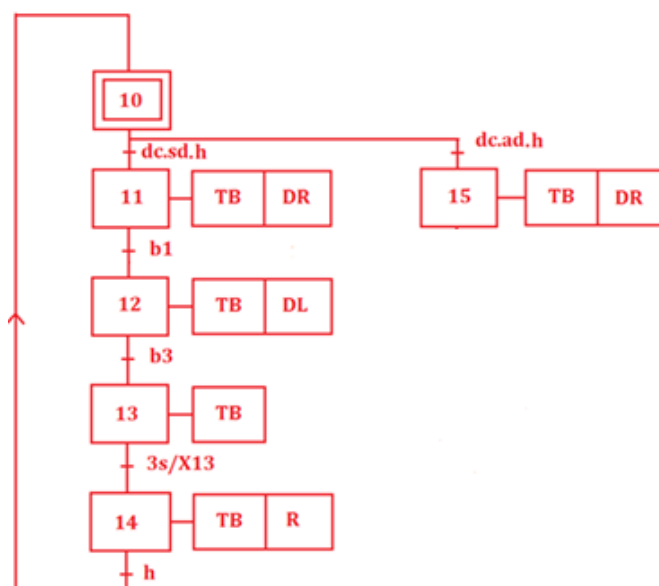 10
dc.sd.h
dc.ad.h
11 TB DR
15 TB DR
b1
12 TB DL
b3
13 TB
3s/X13
14 TB R
h